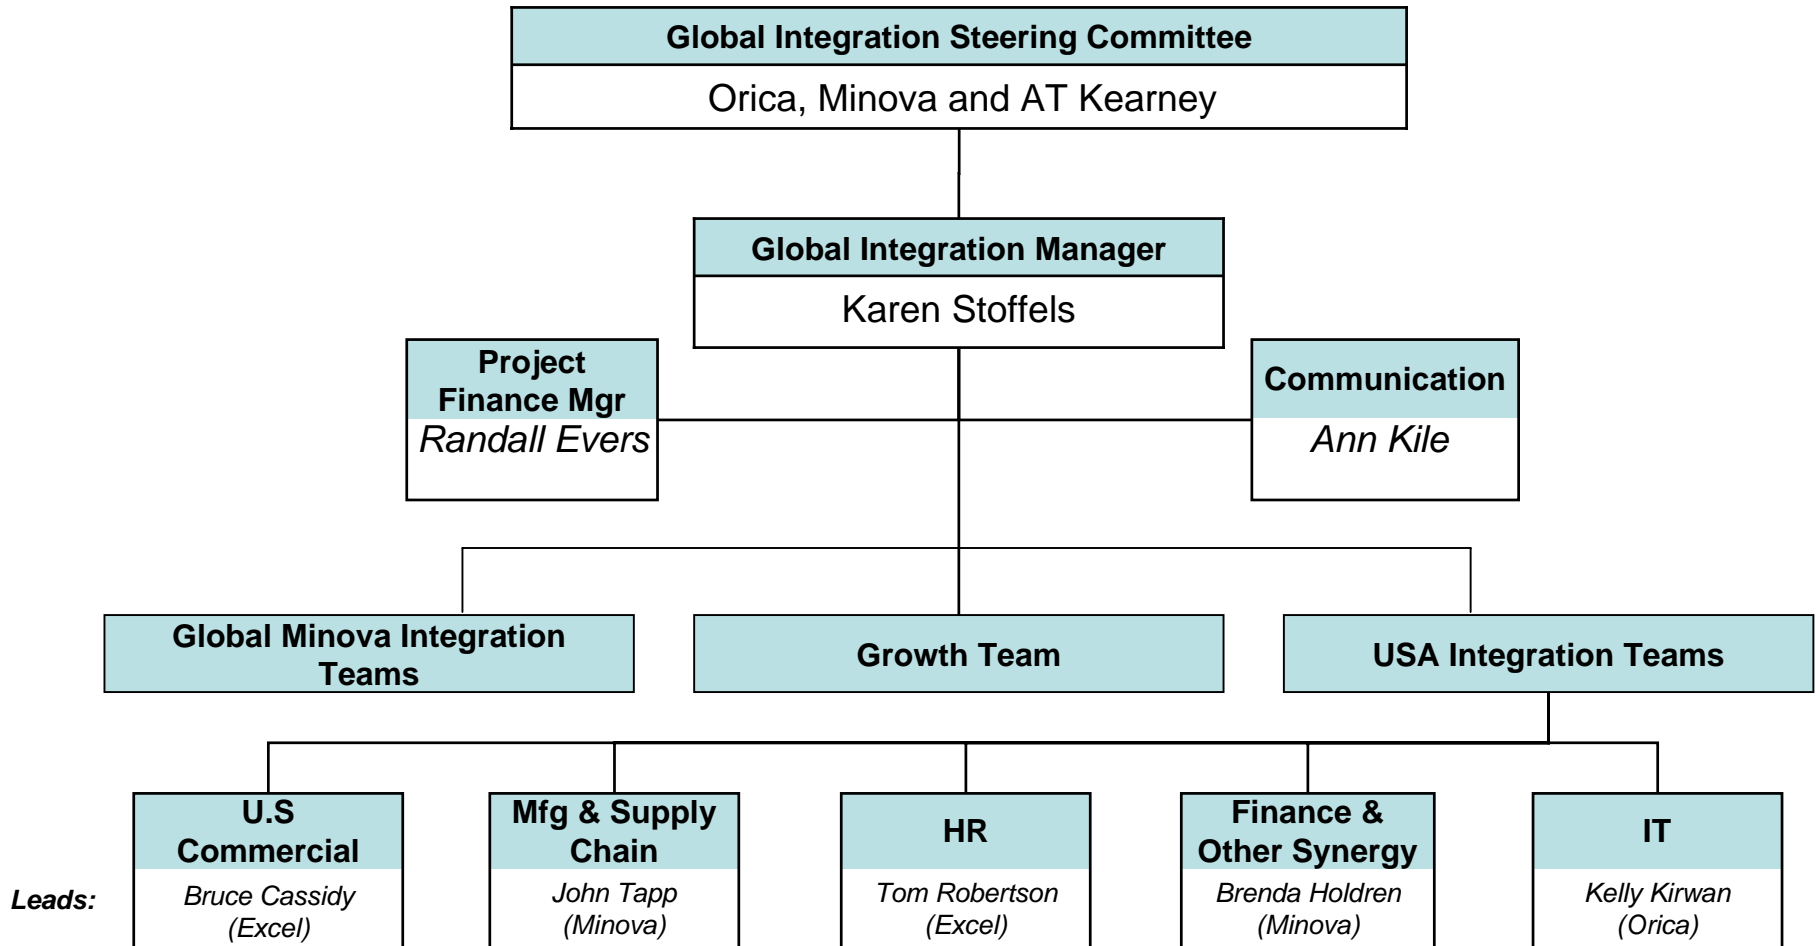 Global Integration Steering Committee
Orica, Minova and AT Kearney
Global Integration Manager
Karen Stoffels
Project
Finance Mgr
Randall Evers
Communication
Ann Kile
Global Minova Integration
Teams
Growth Team
USA Integration Teams
U.S
Commercial
Mfg & Supply
Chain
HR
Finance &
Other Synergy
IT
Leads:
Bruce Cassidy
(Excel)
John Tapp
(Minova)
Tom Robertson
(Excel)
Brenda Holdren
(Minova)
Kelly Kirwan
(Orica)